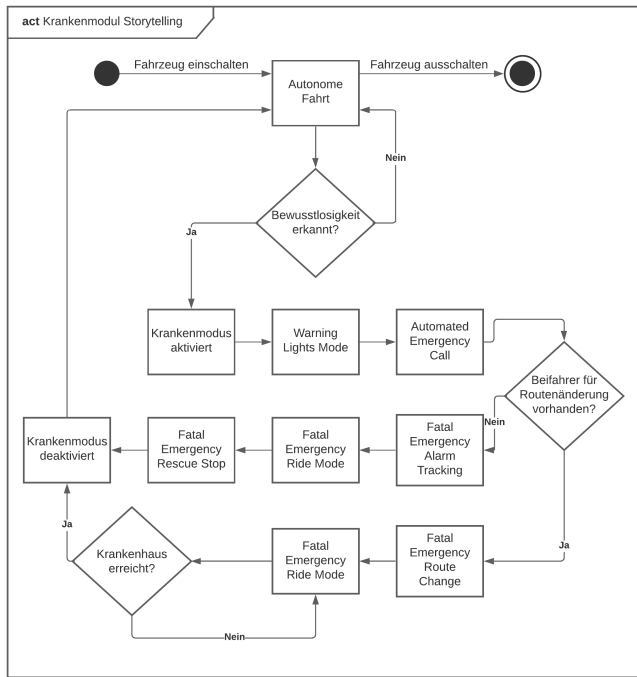 act Krankenmodul Storytelling
Fahrzeug einschalten
Autonome
Fahrt
Fahrzeug ausschalten
Nein
Bewusstlosigkeit
erkannt?
Ja
Krankenmodus
aktiviert
Warning
Lights Mode
Automated
Emergency
Call
Beifahrer für
Routenänderung
vorhanden?
Nein
Krankenmodus
deaktiviert
Fatal
Emergency
Rescue Stop
Fatal
Emergency
Ride Mode
Fatal
Emergency
Alarm
Tracking
Ja
Ja
Krankenhaus
erreicht?
Fatal
Emergency
Ride Mode
Fatal
Emergency
Route
Change
Nein